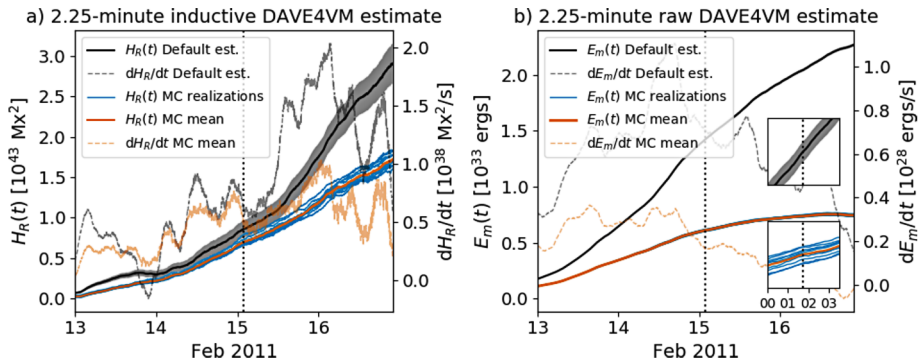 a) 2.25-minute inductive DAVE4VM estimate
H_R(t) Default est.
dH_R/dt Default est.
H_R(t) MC realizations
H_R(t) MC mean
dH_R/dt MC mean
H_R(t) [10^43 Mx^2]
3.0
2.5
2.0
1.5
1.0
0.5
0.0
2.0
1.5
1.0
0.5
0.0
dH_R/dt [10^38 Mx^2/s]
13 14 15 16
Feb 2011
b) 2.25-minute raw DAVE4VM estimate
E_m(t) Default est.
dE_m/dt Default est.
E_m(t) MC realizations
E_m(t) MC mean
dE_m/dt MC mean
E_m(t) [10^33 ergs]
2.0
1.5
1.0
0.5
0.0
1.0
0.8
0.6
0.4
0.2
0.0
dE_m/dt [10^28 ergs/s]
00 01 02 03
13 14 15 16
Feb 2011